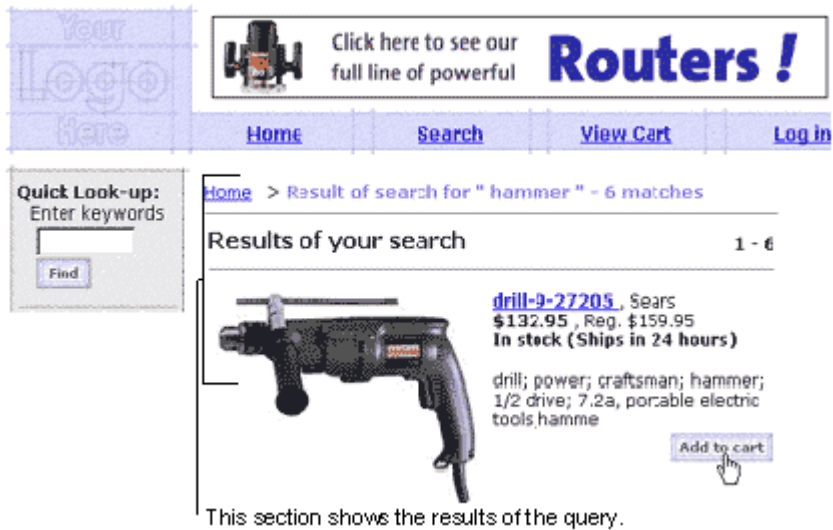 Your
Logo
Here
Click here to see our
full line of powerful
Routers !
Home Search View Cart Log in
Quick Look-up:
Enter keywords
Find
Home > Result of search for " hammer " - 6 matches
Results of your search 1 - 6
drill-9-27205 , Sears
$132.95 , Reg. $159.95
In stock (Ships in 24 hours)
drill; power; craftsman; hammer;
1/2 drive; 7.2a, portable electric
tools,hamme
Add to cart
This section shows the results of the query.